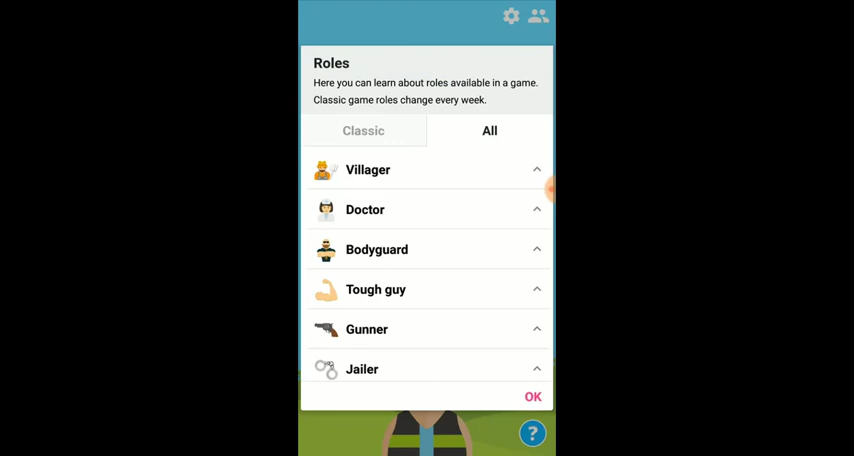 Roles
Here you can learn about roles available in a game.
Classic game roles change every week.
Classic
All
Villager
Doctor
Bodyguard
Tough guy
Gunner
Jailer
OK
?